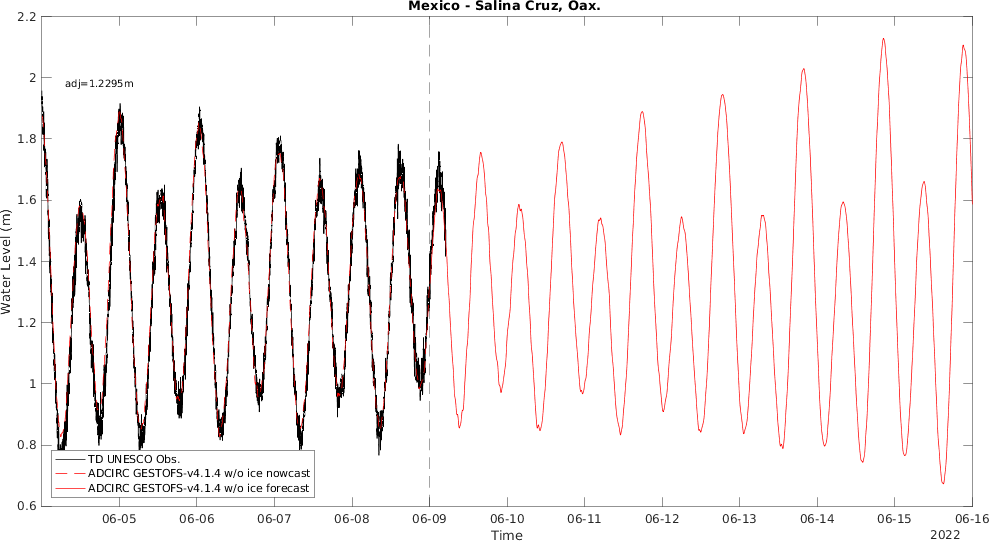 Mexico - Salina Cruz, Oax.
2.2
2
1.8
1.6
1.4
1.2
1
0.8
0.6
Water Level (m)
adj=1.2295m
TD UNESCO Obs.
ADCIRC GESTOFS-v4.1.4 w/o ice nowcast
ADCIRC GESTOFS-v4.1.4 w/o ice forecast
06-05 06-06 06-07 06-08 06-09 06-10 06-11 06-12 06-13 06-14 06-15 06-16
Time
2022